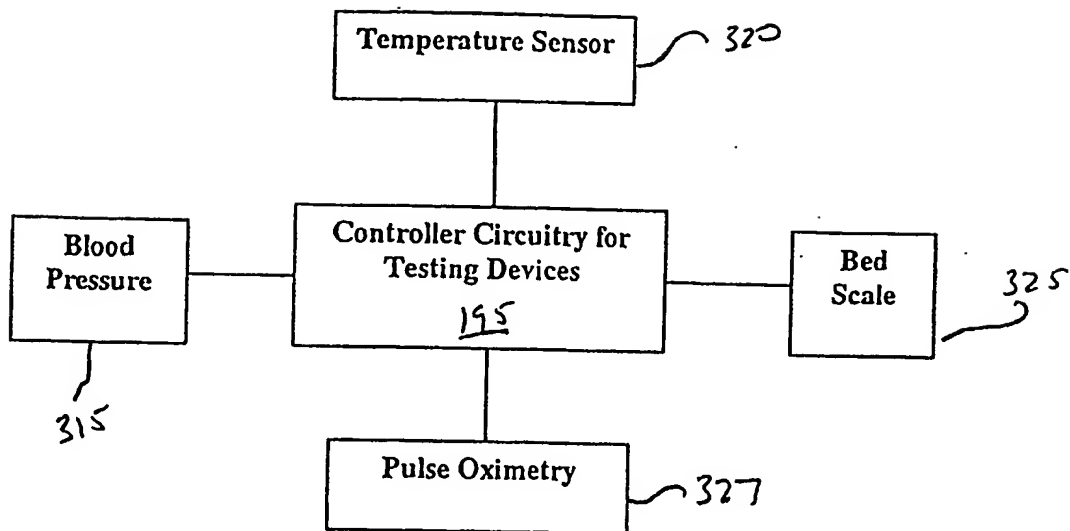 Temperature Sensor
320
Blood
Pressure
315
Controller Circuitry for
Testing Devices
195
Bed
Scale
325
Pulse Oximetry
327